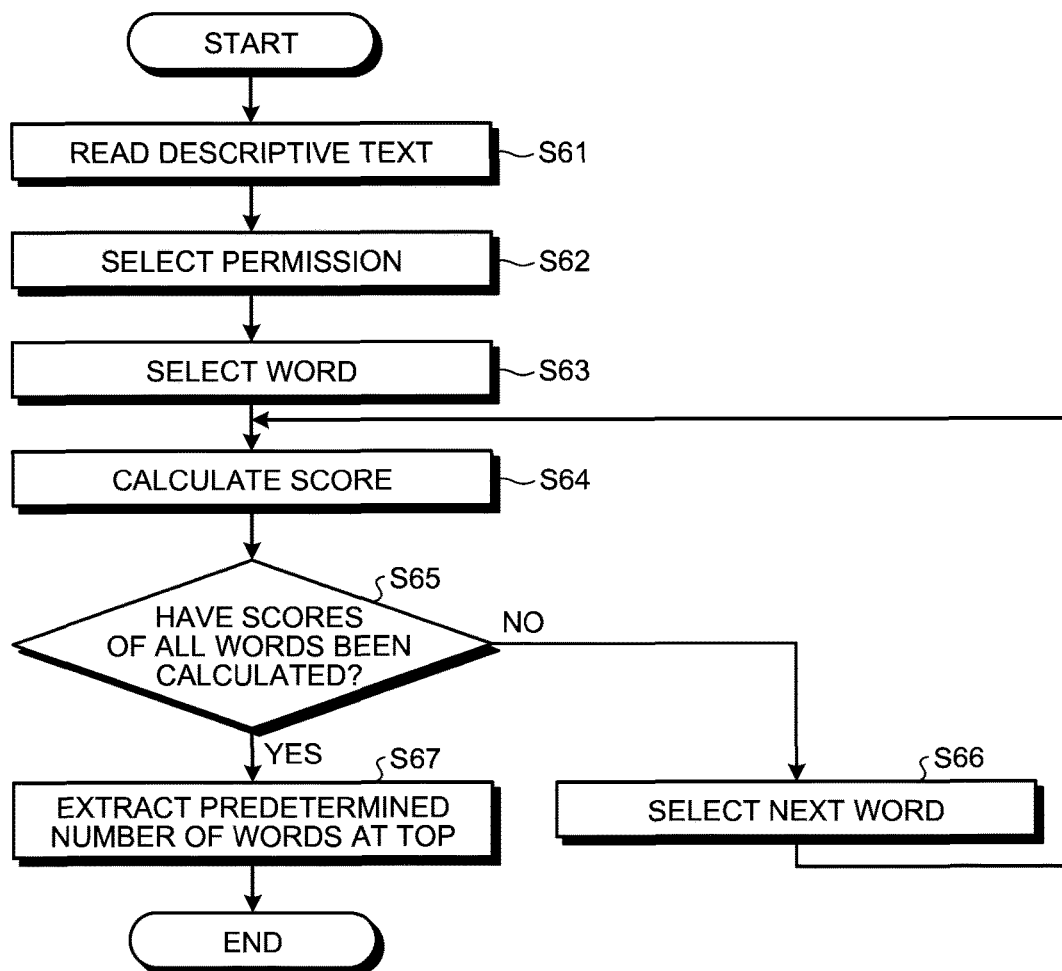 START
READ DESCRIPTIVE TEXT
S61
SELECT PERMISSION
S62
SELECT WORD
S63
CALCULATE SCORE
S64
S65
HAVE SCORES
OF ALL WORDS BEEN
CALCULATED?
NO
YES
S67
EXTRACT PREDETERMINED
NUMBER OF WORDS AT TOP
S66
SELECT NEXT WORD
END